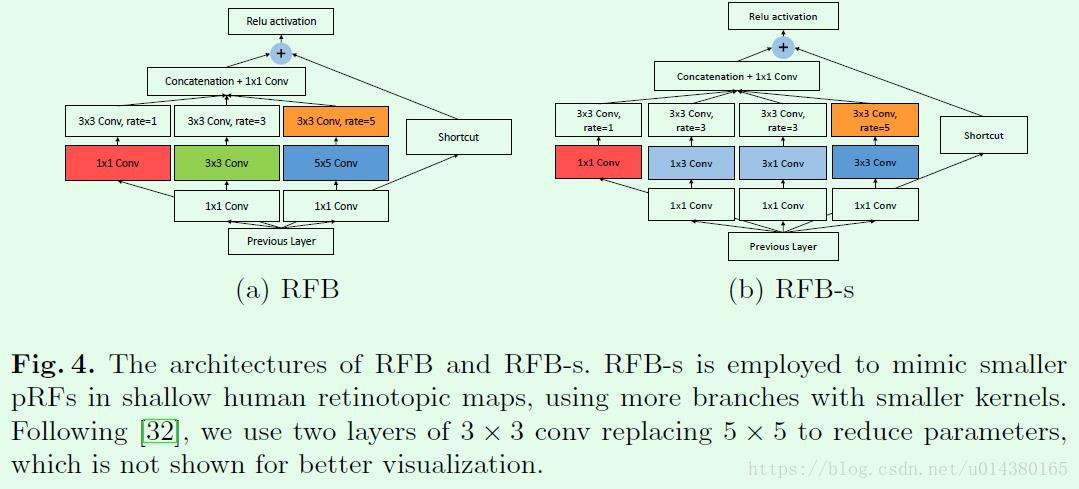 Relu activation
+
Concatenation + 1x1 Conv
3x3 Conv, rate=1
3x3 Conv, rate=3
3x3 Conv, rate=5
Shortcut
1x1 Conv
3x3 Conv
5x5 Conv
1x1 Conv
1x1 Conv
Previous Layer
(a) RFB
Relu activation
+
Concatenation + 1x1 Conv
3x3 Conv,
rate=1
3x3 Conv,
rate=3
3x3 Conv,
rate=3
3x3 Conv,
rate=5
Shortcut
1x1 Conv
1x3 Conv
3x1 Conv
3x3 Conv
1x1 Conv
1x1 Conv
1x1 Conv
Previous Layer
(b) RFB-s
Fig. 4. The architectures of RFB and RFB-s. RFB-s is employed to mimic smaller
pRFs in shallow human retinotopic maps, using more branches with smaller kernels.
Following [32], we use two layers of 3 × 3 conv replacing 5 × 5 to reduce parameters,
which is not shown for better visualization.
https://blog.csdn.net/u014380165